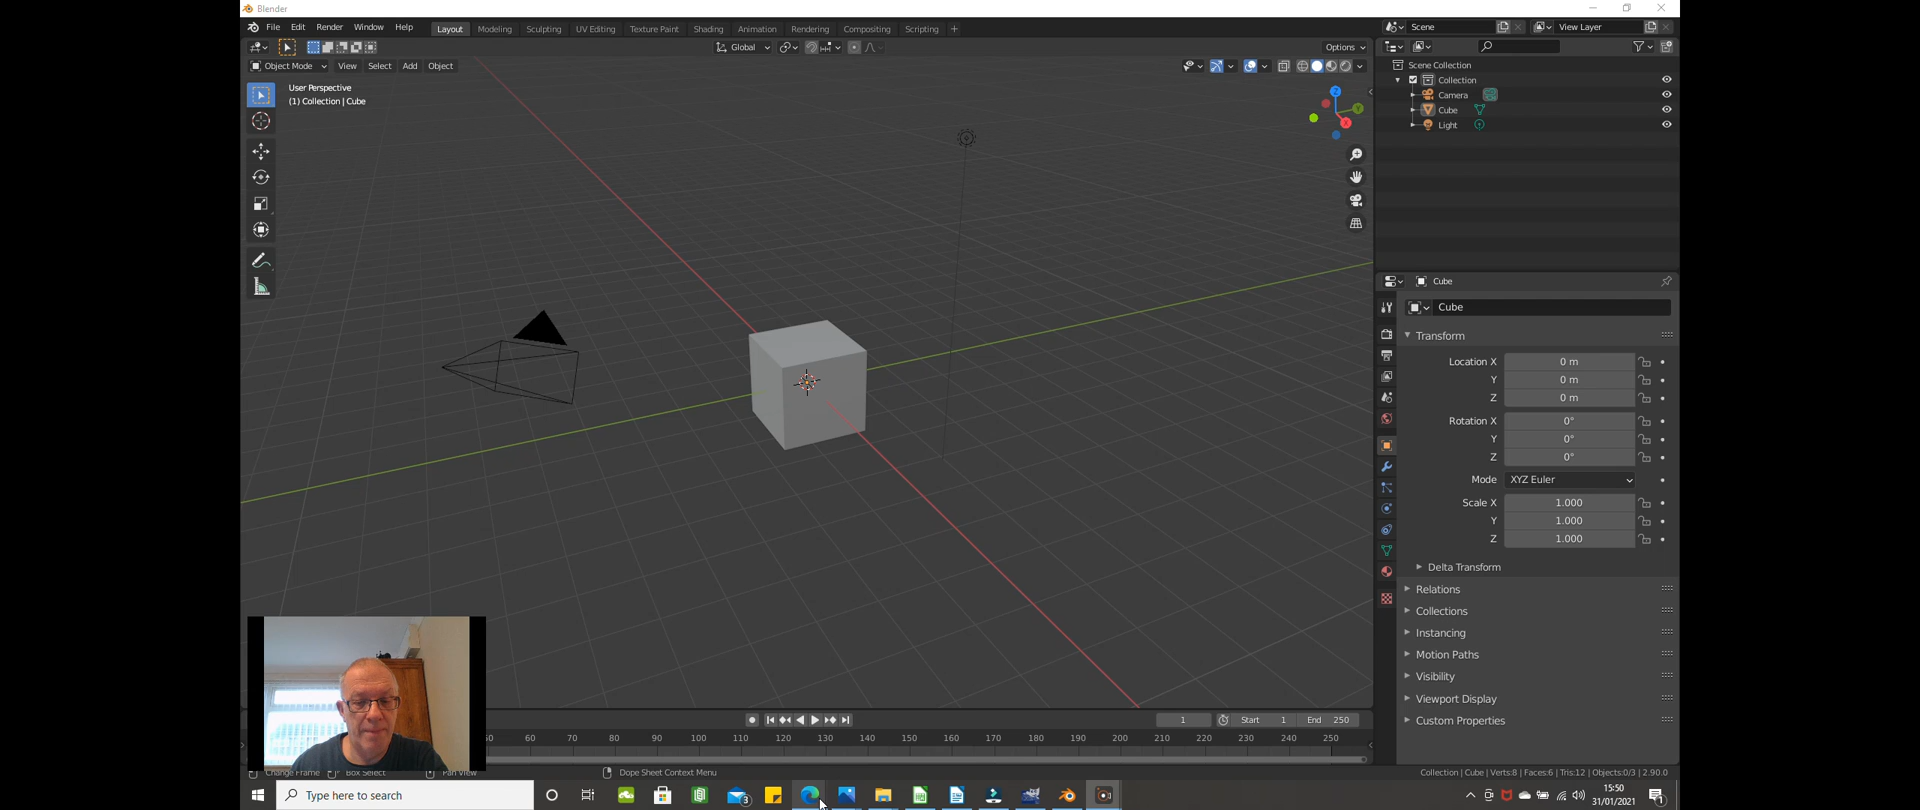 Blender
File Edit Render Window Help Layout Modeling Sculpting UV Editing Texture Paint Shading Animation Rendering Compositing Scripting + Scene View Layer
Global Options
Object Mode View Select Add Object
User Perspective
(1) Collection | Cube
Z
Y
X
Scene Collection
Collection
Camera
Cube
Light
Cube
Cube
Transform
Location X 0 m
Y 0 m
Z 0 m
Rotation X 0°
Y 0°
Z 0°
Mode XYZ Euler
Scale X 1.000
Y 1.000
Z 1.000
Delta Transform
Relations
Collections
Instancing
Motion Paths
Visibility
Viewport Display
Custom Properties
1 Start 1 End 250
50 60 70 80 90 100 110 120 130 140 150 160 170 180 190 200 210 220 230 240 250
Change Frame Box Select Pan View Dope Sheet Context Menu Collection | Cube | Verts:8 | Faces:6 | Tris:12 | Objects:0/3 | 2.90.0
Type here to search
3
15:50
31/01/2021
1